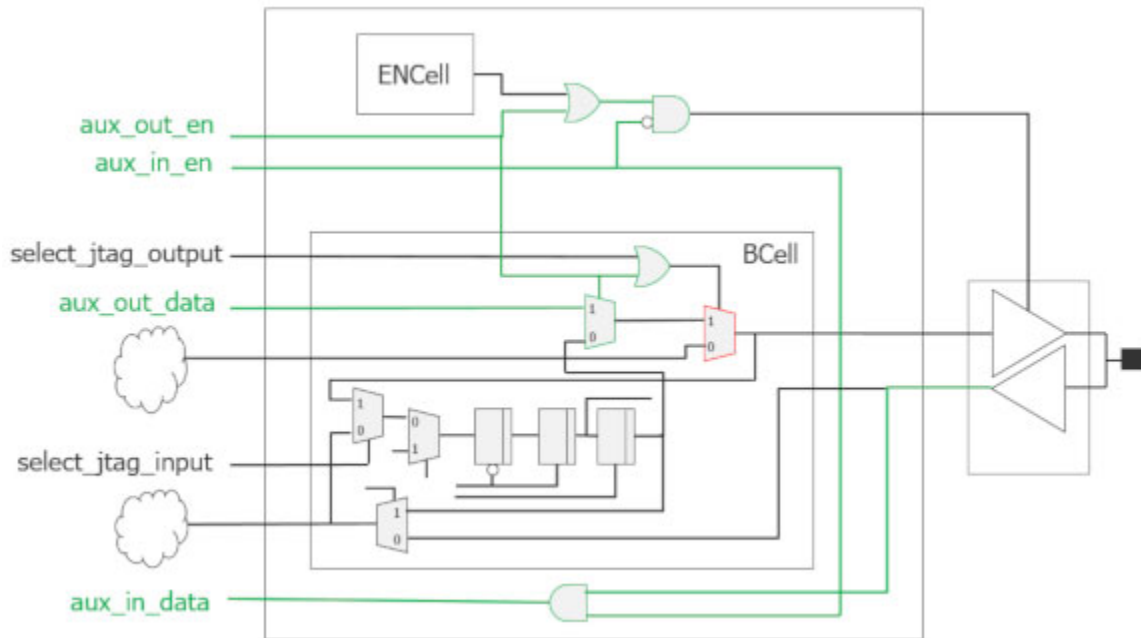 ENCell
aux_out_en
aux_in_en
select_jtag_output
BCell
aux_out_data
1
0
1
0
1
0
0
1
select_jtag_input
1
0
aux_in_data